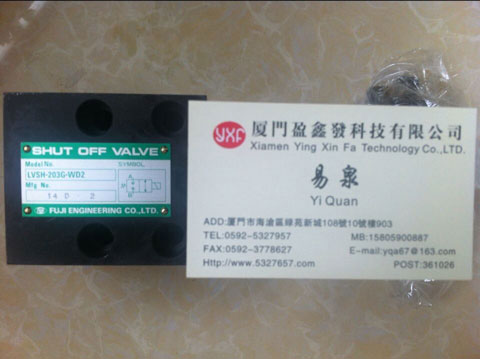 SHUT OFF VALVE
Model No. SYMBOL
LVSH-203G-WD2
Mfg No.
140-2
FUJI ENGINEERING CO.,LTD.
YXF 厦門盈鑫發科技有限公司
Xiamen Ying Xin Fa Technology Co.,LTD.
易泉
Yi Quan
ADD:厦門市海淪區綠苑新城108號10號樓903
TEL:0592-5327957 MB:15805900887
FAX:0592-3778627 E-mail:yqa67@163.com
Http://www.5327657.com POST:361026